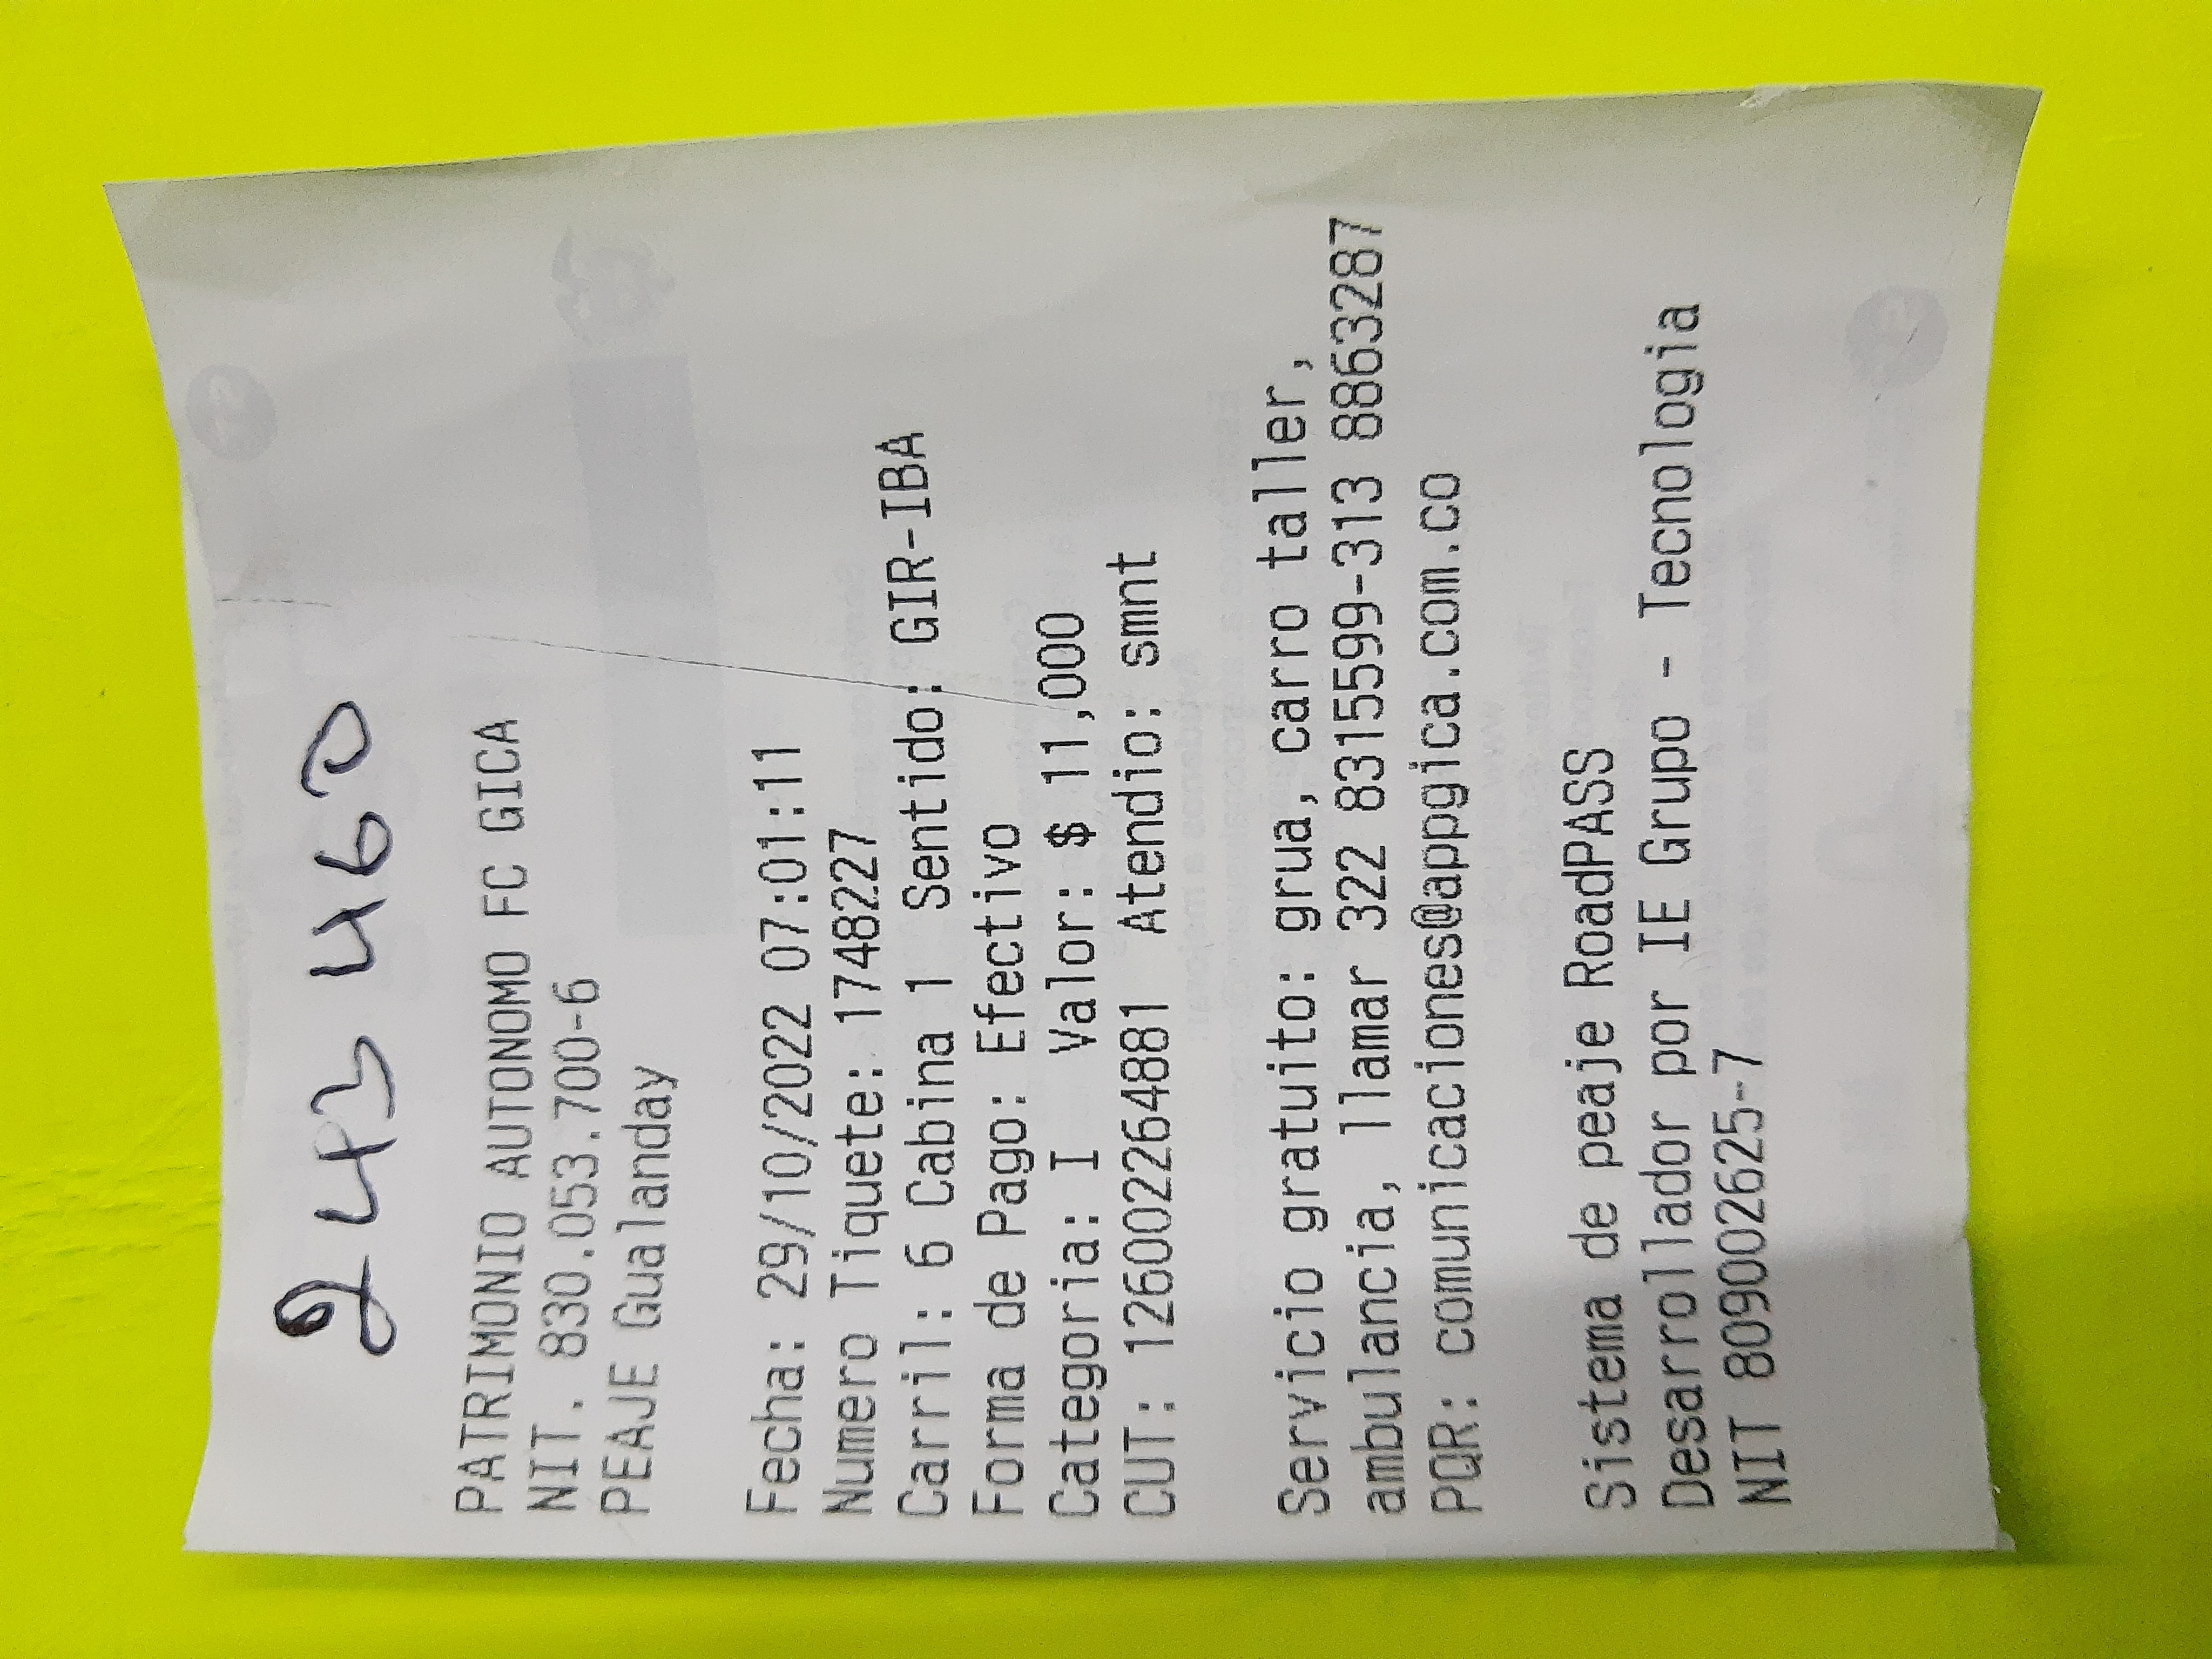 243460
PATRIMONIO AUTONOMO FC GICA
NIT. 830.053.700-6
PEAJE Gualanday
Fecha: 29/10/2022 07:01:11
Numero Tiquete: 1748227
Carril: 6 Cabina 1 Sentido: GIR-IBA
Forma de Pago: Efectivo
Categoria: I Valor: $ 11,000
CUT: 126002264881 Atendio: smnt
Servicio gratuito: grua, carro taller,
ambulancia, llamar 322 8315599-313 8863287
PQR: comunicaciones@appgica.com.co
Sistema de peaje RoadPASS
Desarrollador por IE Grupo - Tecnologia
NIT 809002625-7